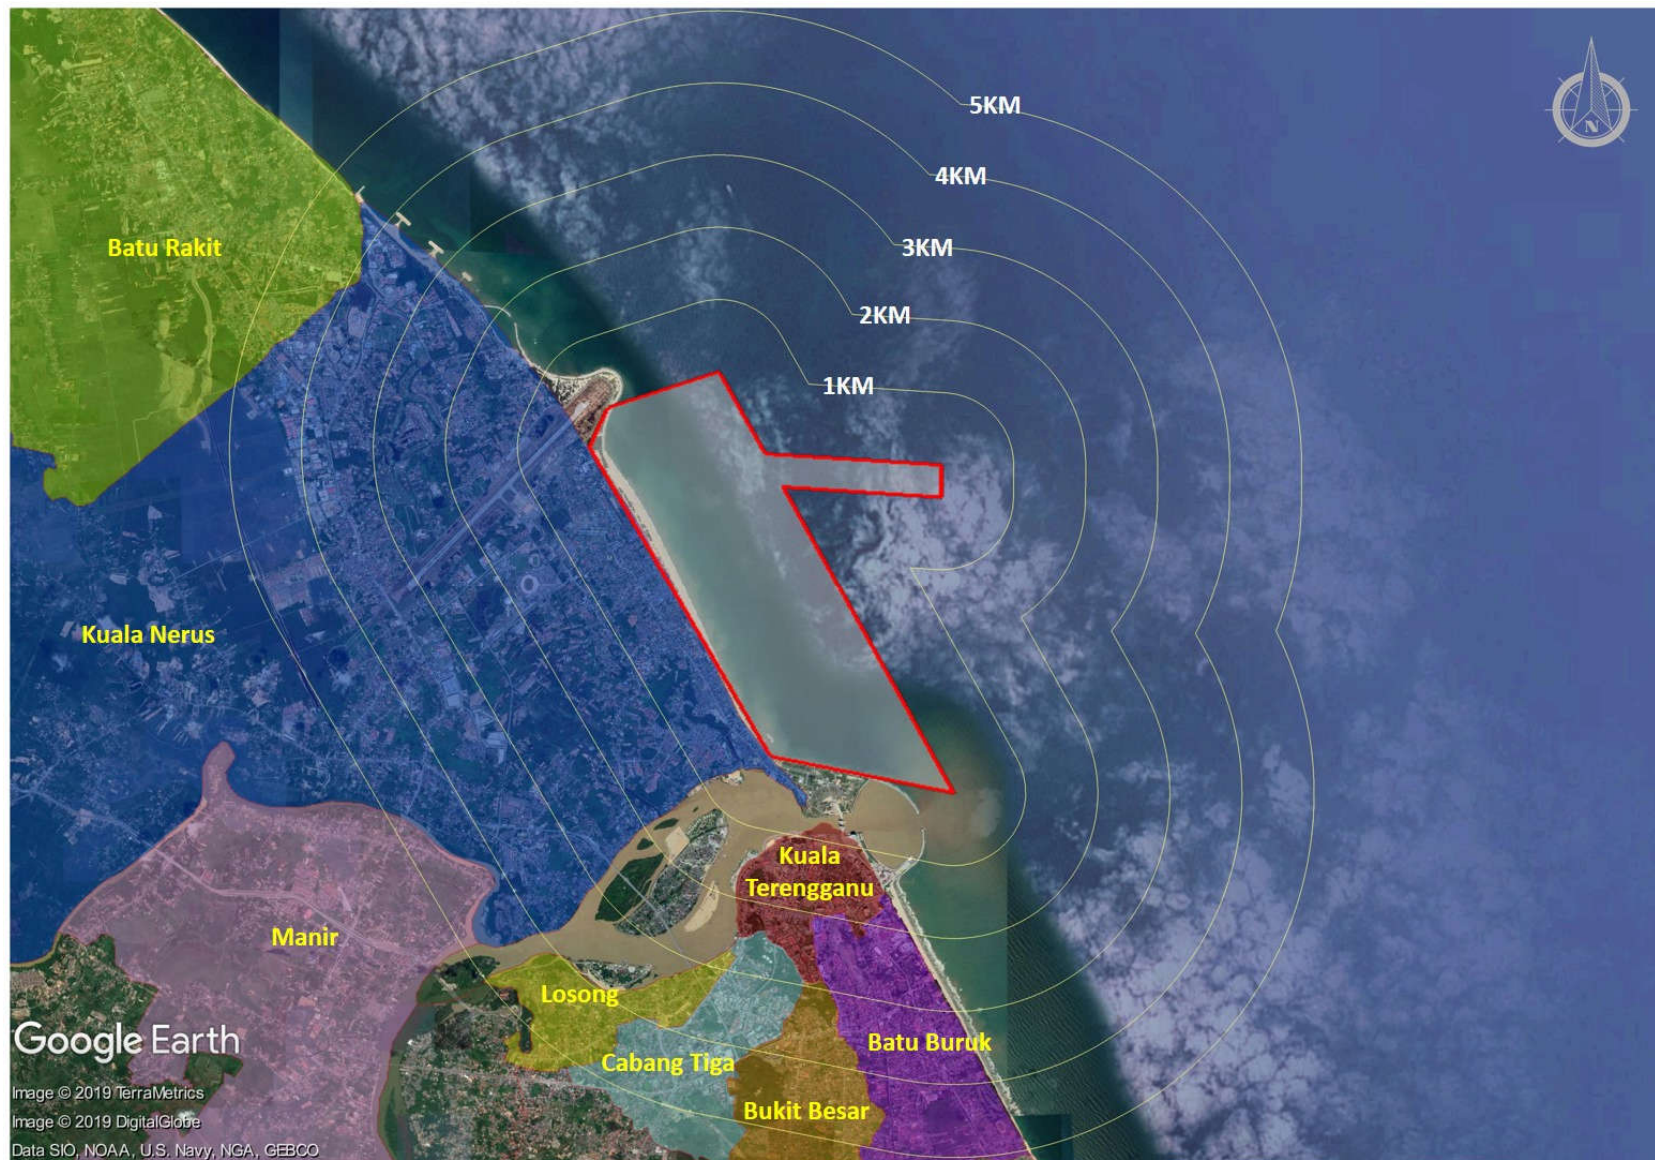 5KM
4KM
3KM
2KM
1KM
N
Batu Rakit
Kuala Nerus
Kuala
Terengganu
Manir
Losong
Batu Buruk
Cabang Tiga
Bukit Besar
Google Earth
Image © 2019 TerraMetrics
Image © 2019 DigitalGlobe
Data SIO, NOAA, U.S. Navy, NGA, GEBCO